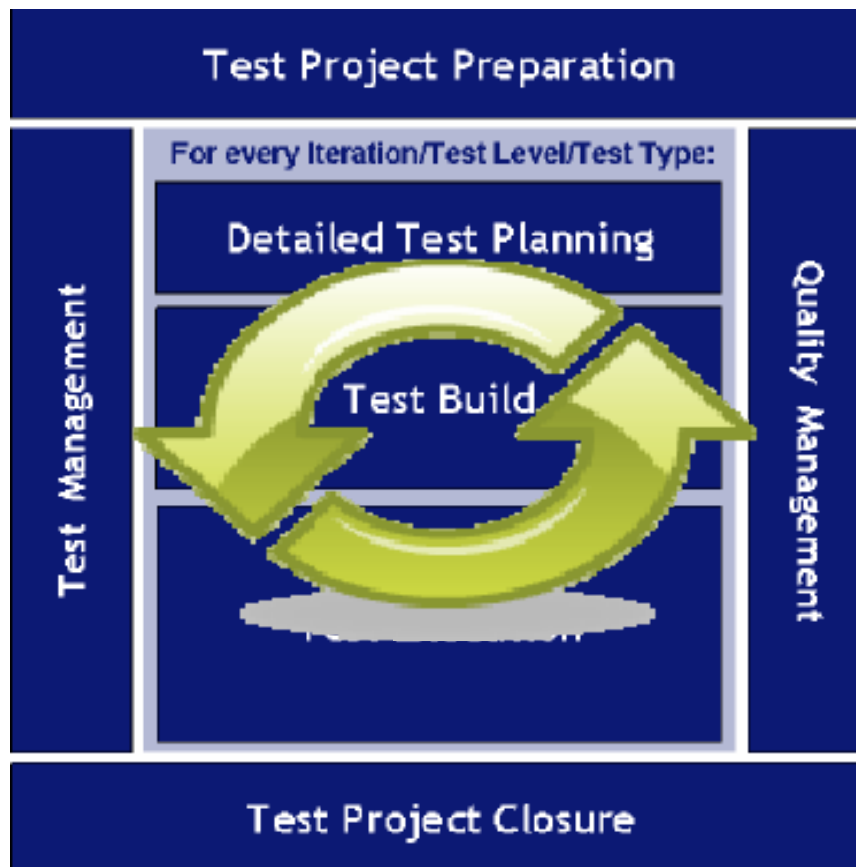 Test Project Preparation
For every Iteration/Test Level/Test Type:
Detailed Test Planning
Test Management
Test Build
Quality Management
Test Project Closure